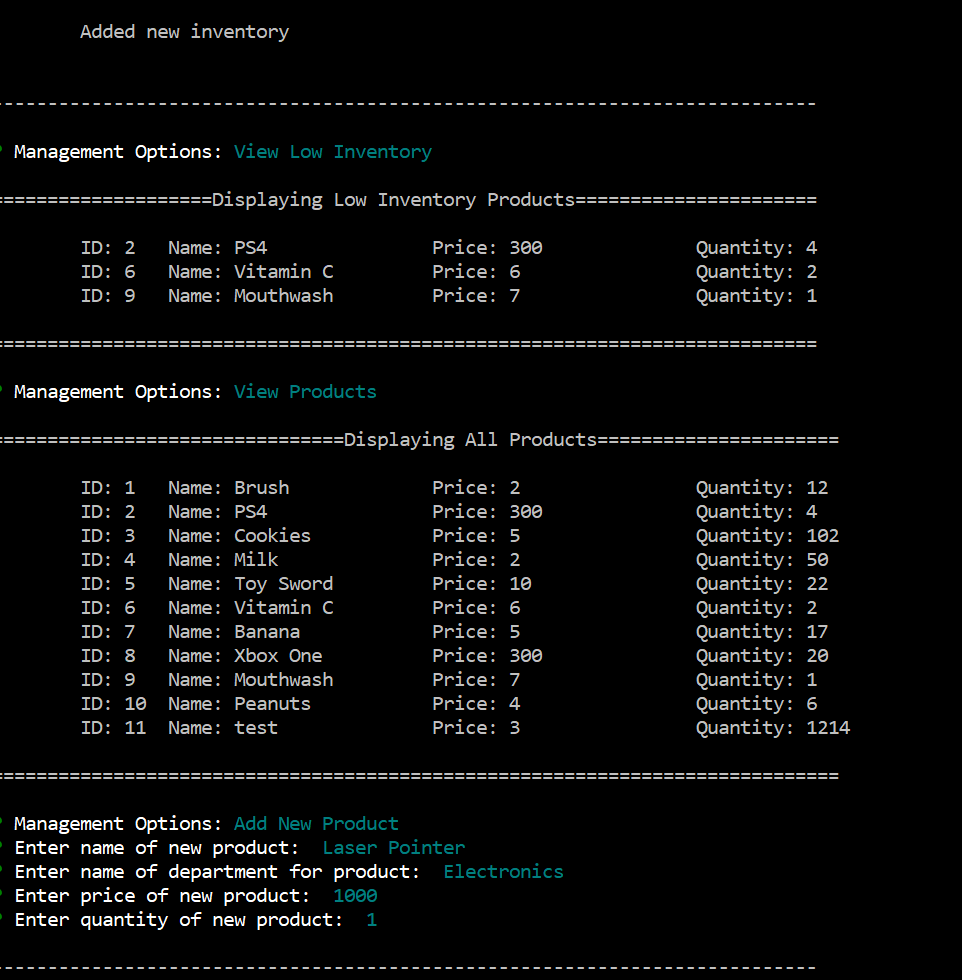 Added new inventory
--------------------------------------------------------------------------
? Management Options: View Low Inventory
====================Displaying Low Inventory Products======================
ID: 2 Name: PS4 Price: 300 Quantity: 4
ID: 6 Name: Vitamin C Price: 6 Quantity: 2
ID: 9 Name: Mouthwash Price: 7 Quantity: 1
==========================================================================
? Management Options: View Products
================================Displaying All Products======================
ID: 1 Name: Brush Price: 2 Quantity: 12
ID: 2 Name: PS4 Price: 300 Quantity: 4
ID: 3 Name: Cookies Price: 5 Quantity: 102
ID: 4 Name: Milk Price: 2 Quantity: 50
ID: 5 Name: Toy Sword Price: 10 Quantity: 22
ID: 6 Name: Vitamin C Price: 6 Quantity: 2
ID: 7 Name: Banana Price: 5 Quantity: 17
ID: 8 Name: Xbox One Price: 300 Quantity: 20
ID: 9 Name: Mouthwash Price: 7 Quantity: 1
ID: 10 Name: Peanuts Price: 4 Quantity: 6
ID: 11 Name: test Price: 3 Quantity: 1214
============================================================================
? Management Options: Add New Product
? Enter name of new product: Laser Pointer
? Enter name of department for product: Electronics
? Enter price of new product: 1000
? Enter quantity of new product: 1
--------------------------------------------------------------------------